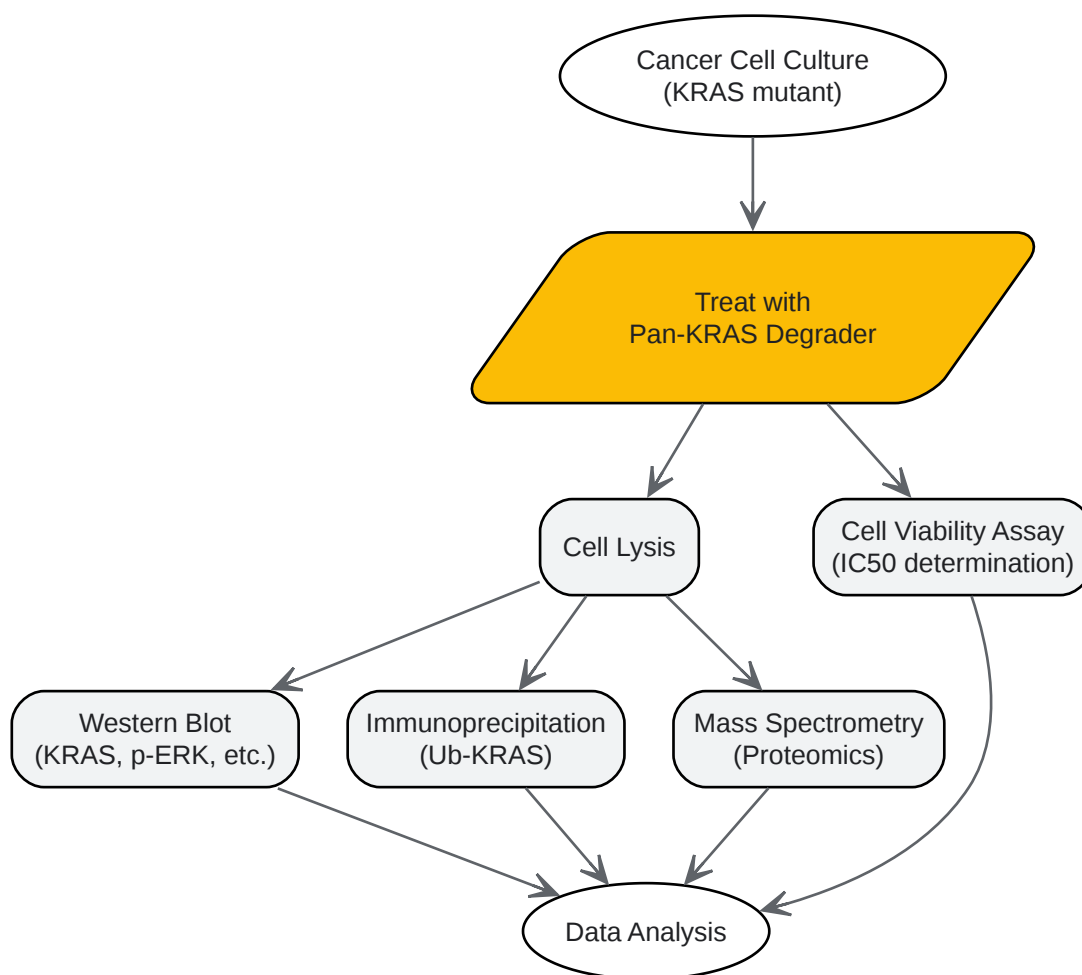 Cancer Cell Culture
(KRAS mutant)
Treat with
Pan-KRAS Degrader
Cell Lysis
Cell Viability Assay
(IC50 determination)
Western Blot
(KRAS, p-ERK, etc.)
Immunoprecipitation
(Ub-KRAS)
Mass Spectrometry
(Proteomics)
Data Analysis